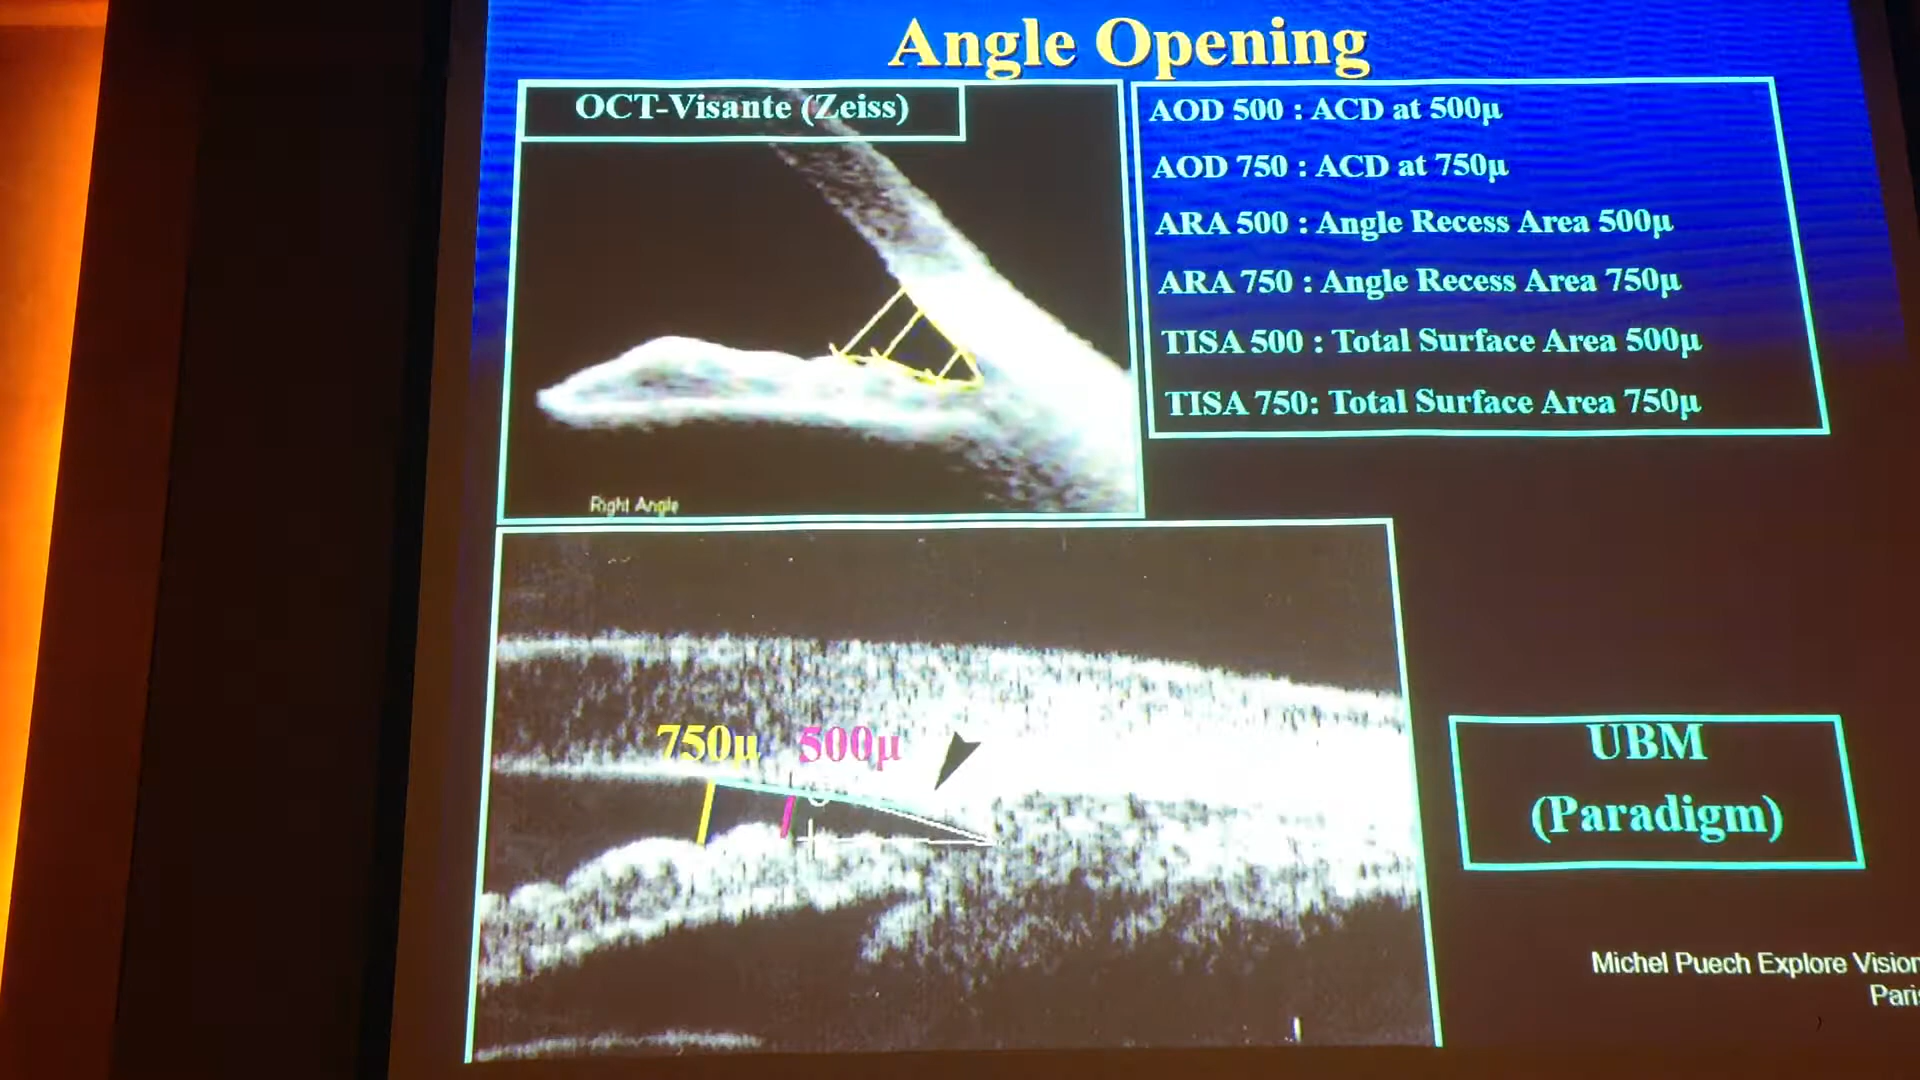 Angle Opening
OCT-Visante (Zeiss)
AOD 500 : ACD at 500µ
AOD 750 : ACD at 750µ
ARA 500 : Angle Recess Area 500µ
ARA 750 : Angle Recess Area 750µ
TISA 500 : Total Surface Area 500µ
TISA 750: Total Surface Area 750µ
Right Angle
750µ 500µ
UBM
(Paradigm)
Michel Puech Explore Vision
Paris